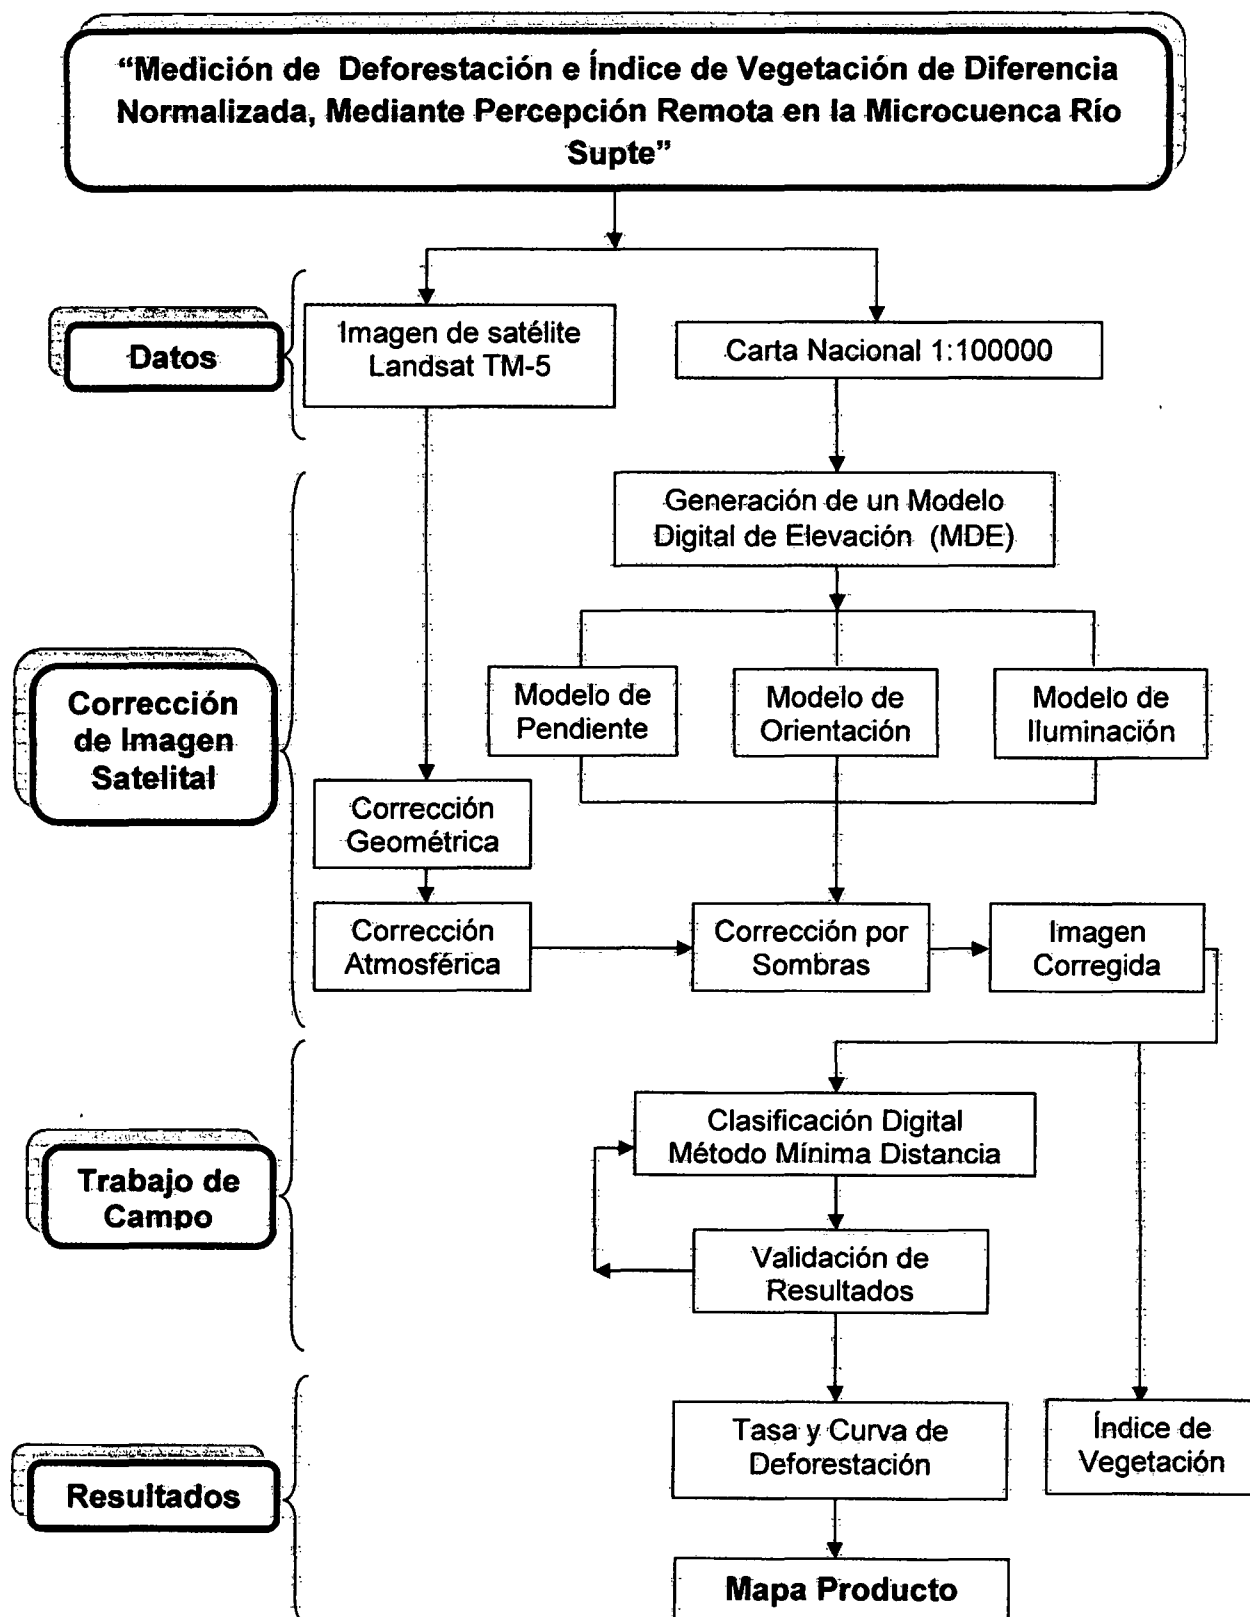 “Medición de Deforestación e Índice de Vegetación de Diferencia
Normalizada, Mediante Percepción Remota en la Microcuenca Río
Supte”
Datos
Imagen de satélite
Landsat TM-5
Carta Nacional 1:100000
Generación de un Modelo
Digital de Elevación (MDE)
Corrección
de Imagen
Satelital
Modelo de
Pendiente
Modelo de
Orientación
Modelo de
Iluminación
Corrección
Geométrica
Corrección
Atmosférica
Corrección por
Sombras
Imagen
Corregida
Trabajo de
Campo
Clasificación Digital
Método Mínima Distancia
Validación de
Resultados
Resultados
Tasa y Curva de
Deforestación
Índice de
Vegetación
Mapa Producto